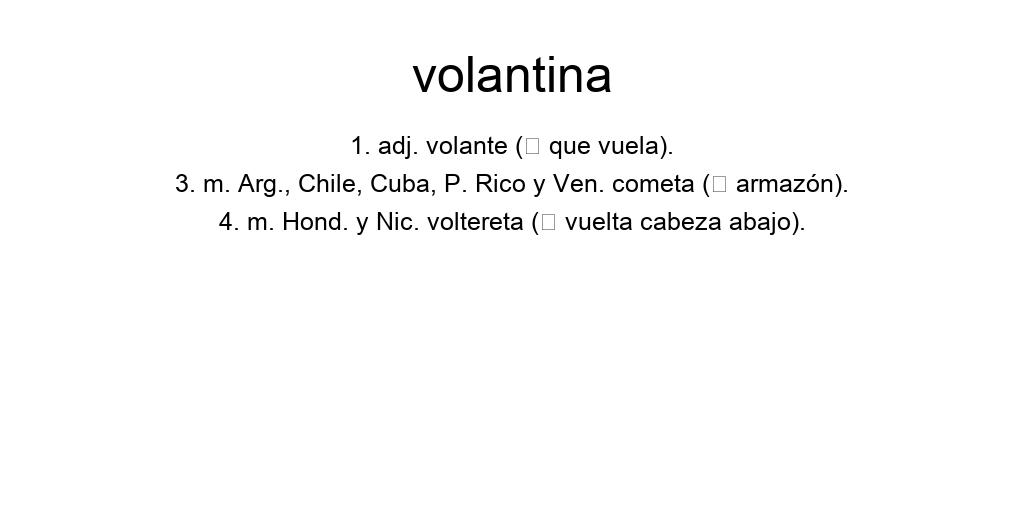 volantina
1. adj. volante (▯ que vuela).
3. m. Arg., Chile, Cuba, P. Rico y Ven. cometa (▯ armazón).
4. m. Hond. y Nic. voltereta (▯ vuelta cabeza abajo).